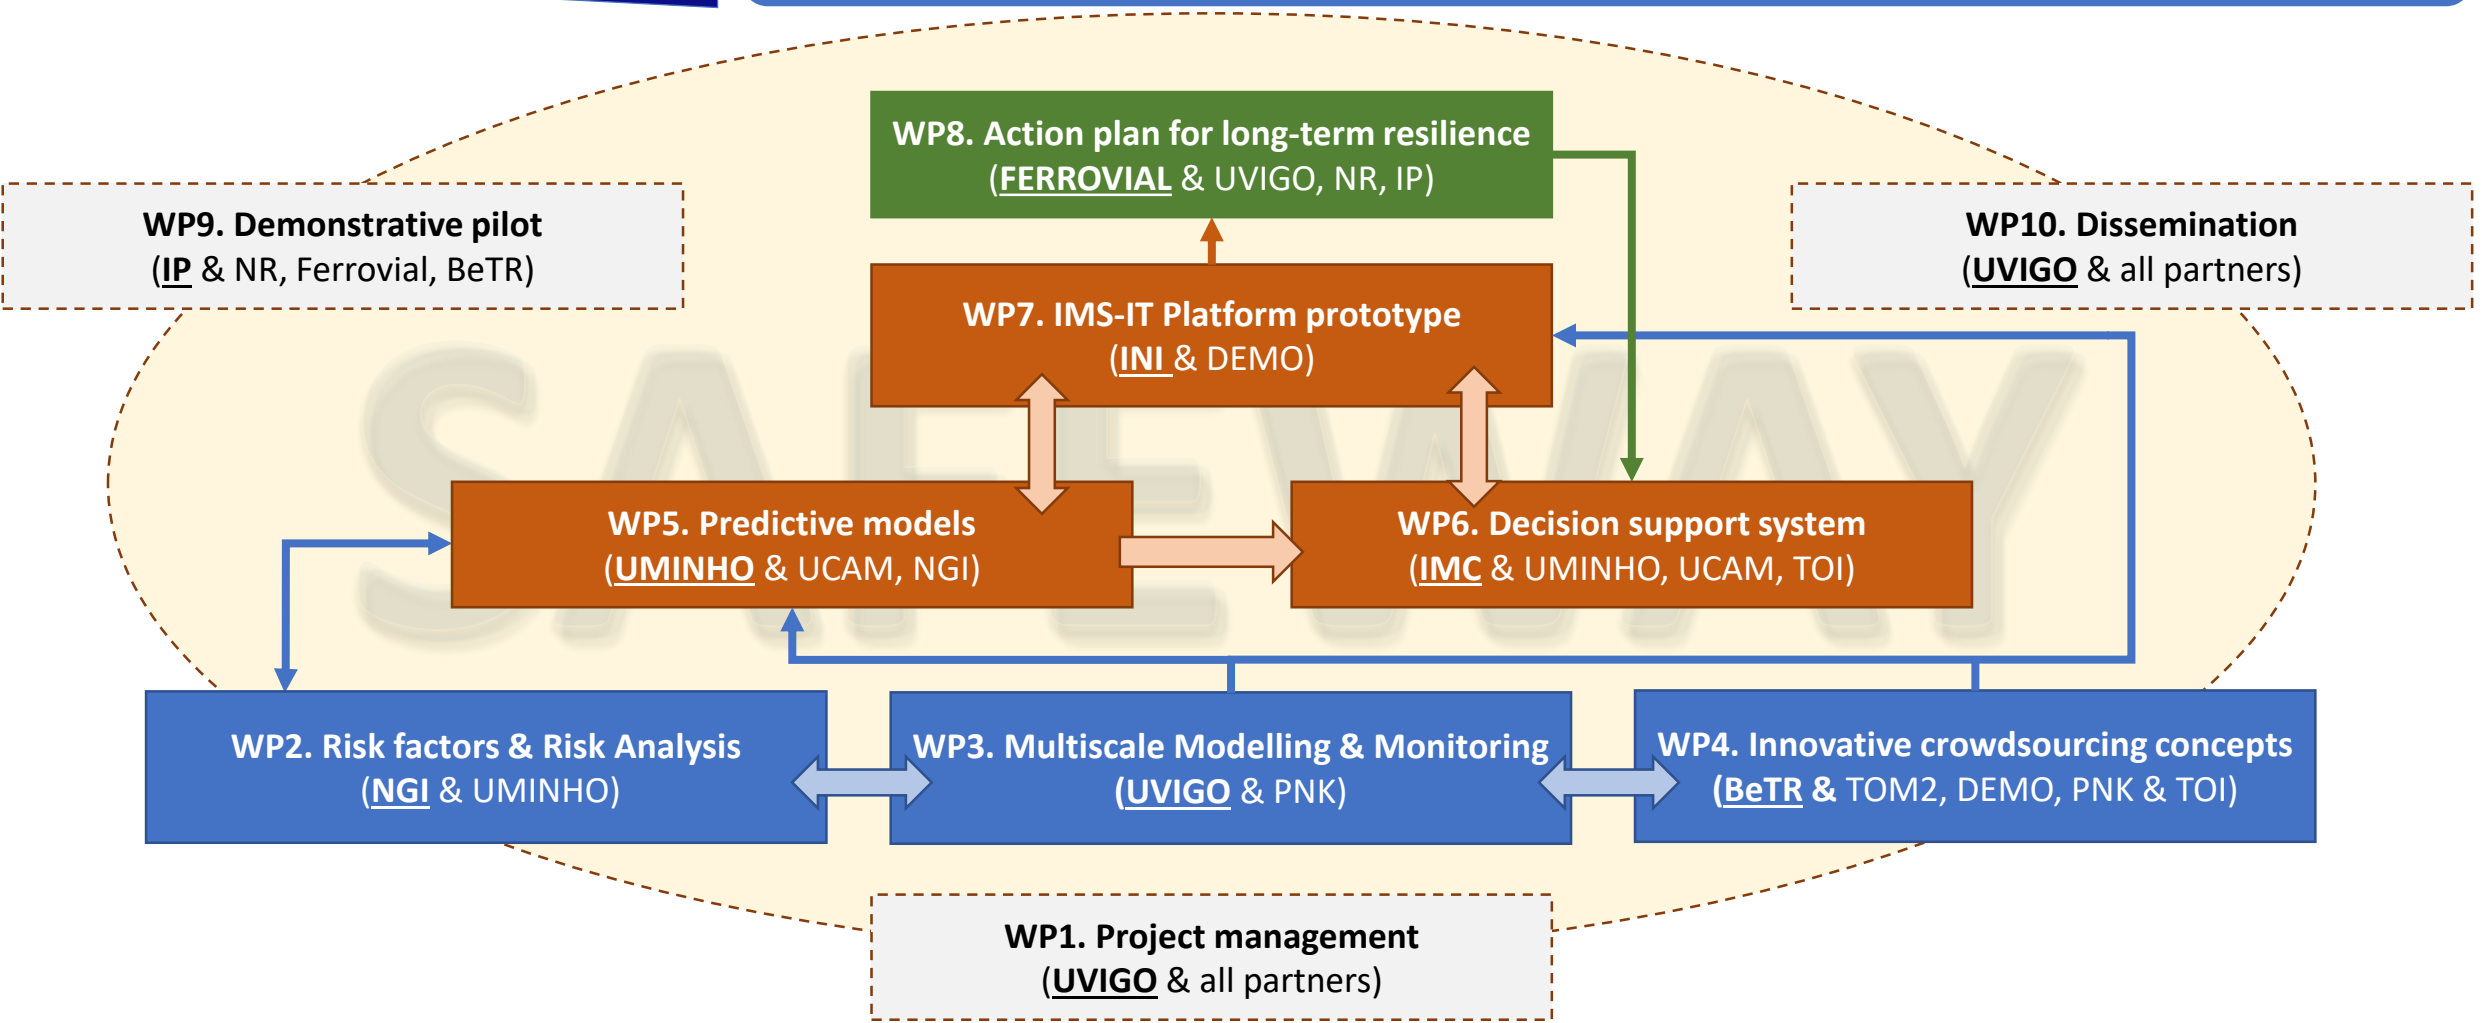 WP8. Action plan for long-term resilience
(FERROVIAL & UVIGO, NR, IP)
WP9. Demonstrative pilot
(IP & NR, Ferrovial, BeTR)
WP10. Dissemination
(UVIGO & all partners)
WP7. IMS-IT Platform prototype
(INI & DEMO)
SAFEWAY
WP5. Predictive models
(UMINHO & UCAM, NGI)
WP6. Decision support system
(IMC & UMINHO, UCAM, TOI)
WP2. Risk factors & Risk Analysis
(NGI & UMINHO)
WP3. Multiscale Modelling & Monitoring
(UVIGO & PNK)
WP4. Innovative crowdsourcing concepts
(BeTR & TOM2, DEMO, PNK & TOI)
WP1. Project management
(UVIGO & all partners)